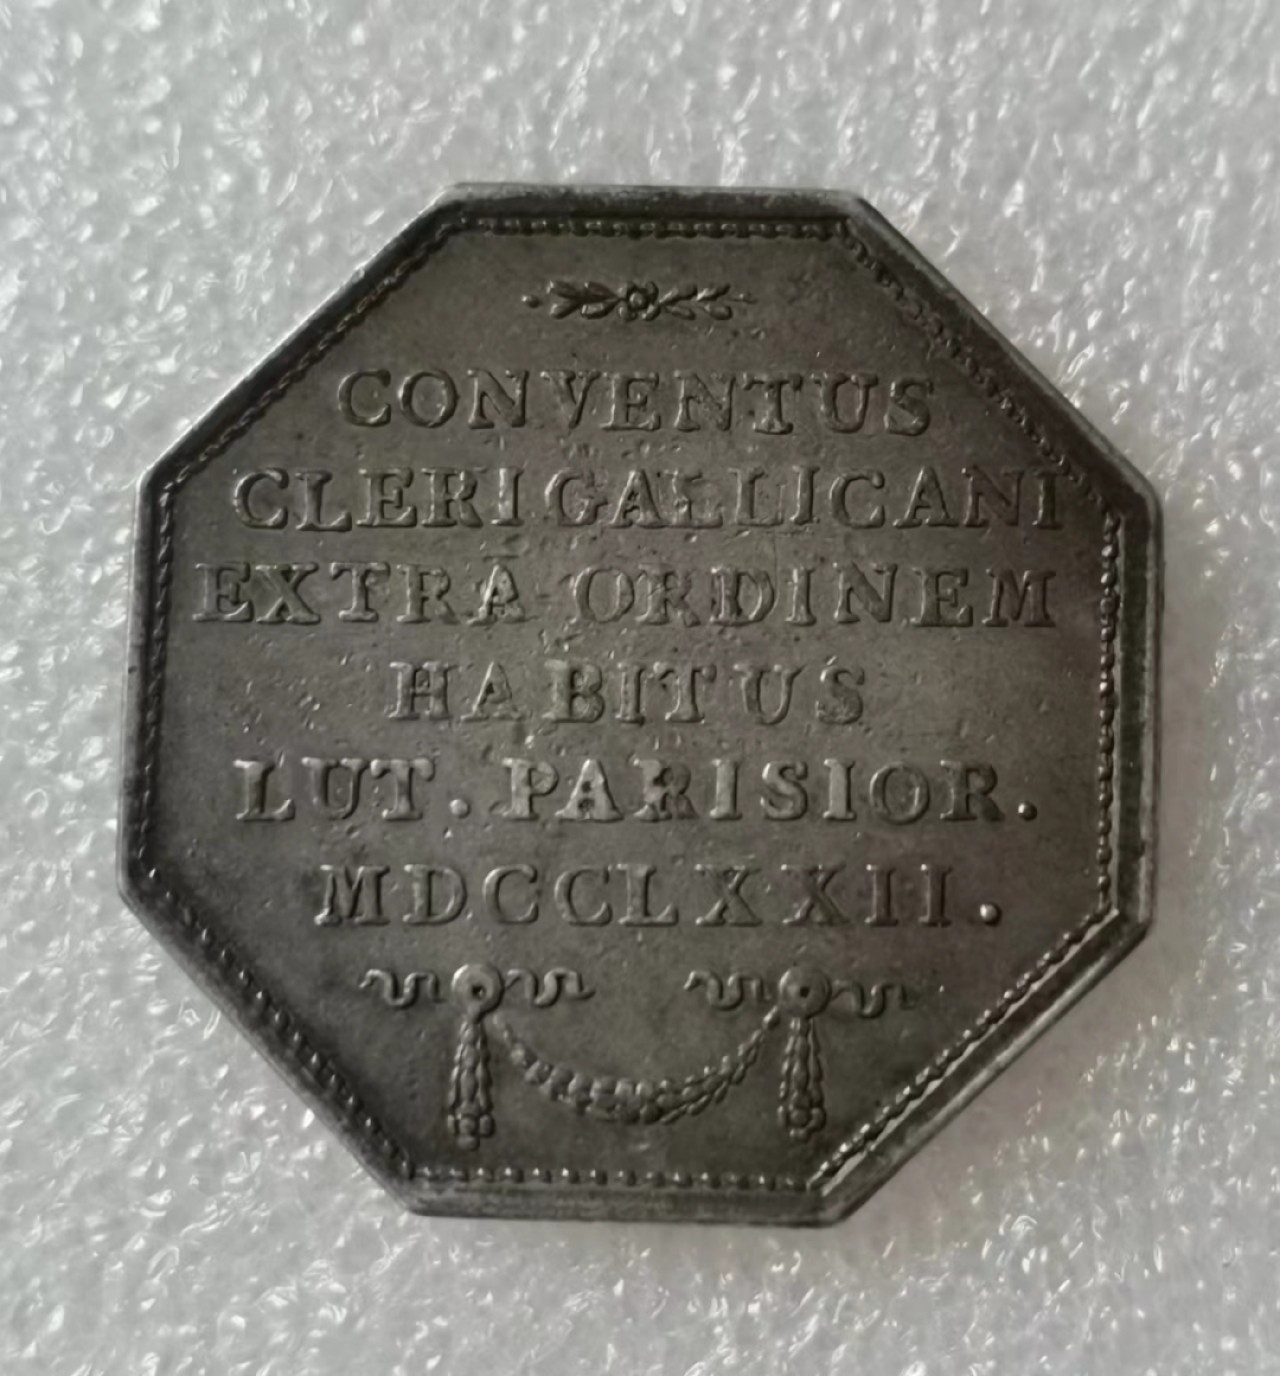 CONVENTUS
CLERI GALLICANI
EXTRA ORDINEM
HABITUS
LUT. PARISIOR.
MDCCLXXII.